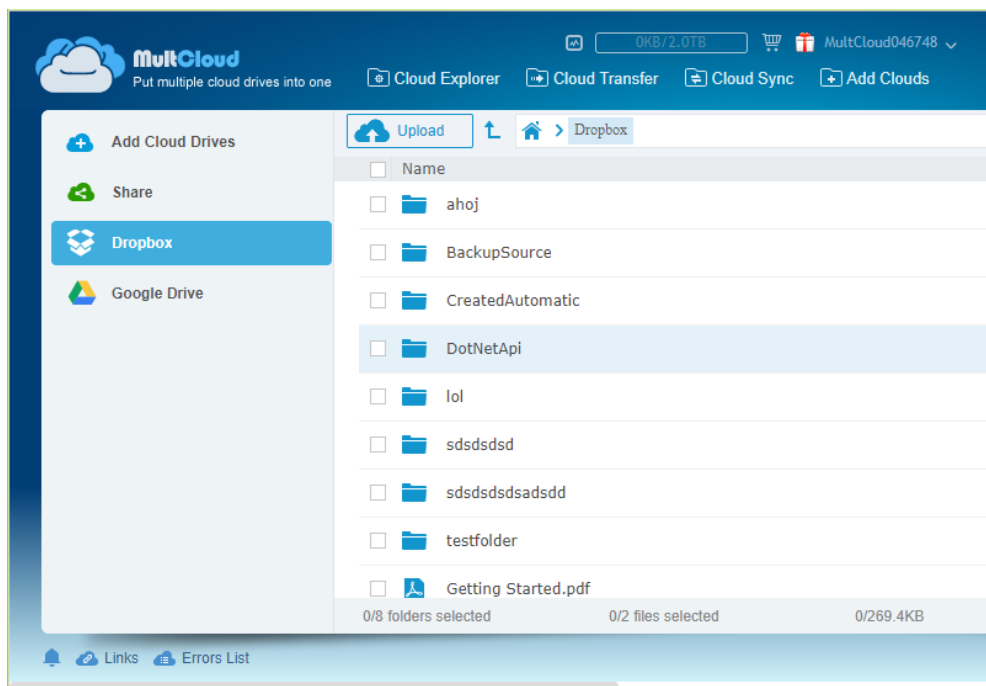 MultCloud
Put multiple cloud drives into one
0KB/2.0TB
MultCloud046748
Cloud Explorer
Cloud Transfer
Cloud Sync
Add Clouds
Add Cloud Drives
Share
Dropbox
Google Drive
Upload
Dropbox
Name
ahoj
BackupSource
CreatedAutomatic
DotNetApi
lol
sdsdsdsd
sdsdsdsdsadsdd
testfolder
Getting Started.pdf
0/8 folders selected
0/2 files selected
0/269.4KB
Links
Errors List